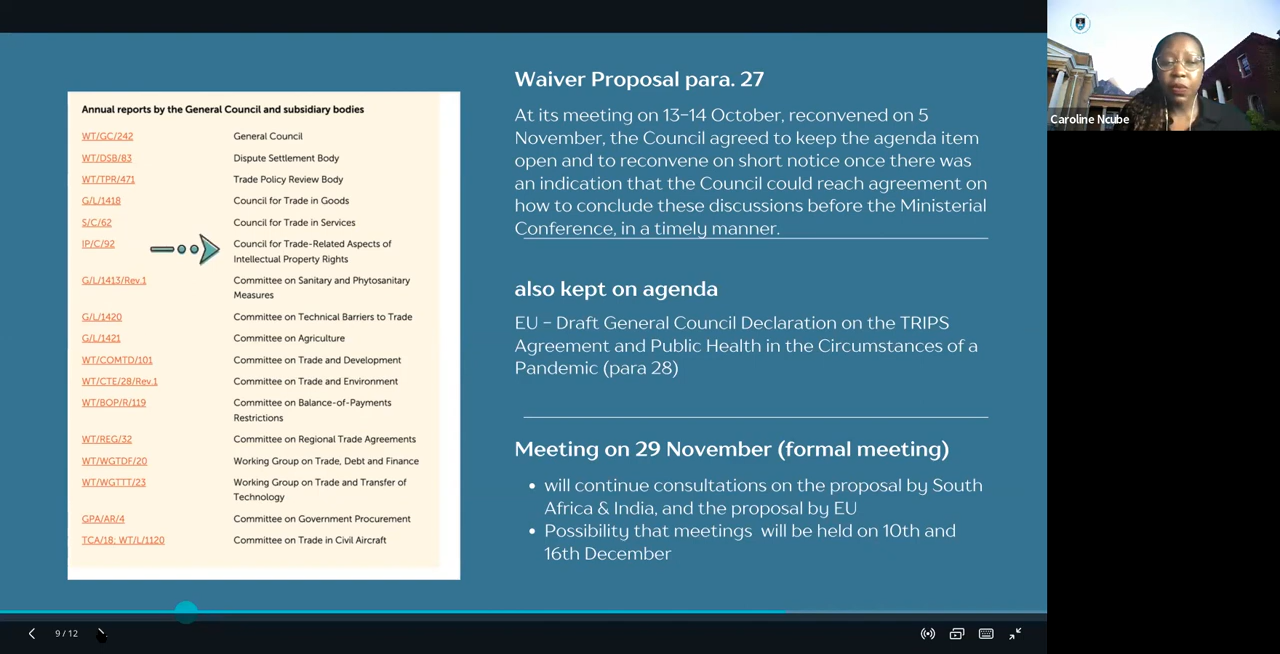 Annual reports by the General Council and subsidiary bodies
WT/GC/242 General Council
WT/DSB/83 Dispute Settlement Body
WT/TPR/471 Trade Policy Review Body
G/L/1418 Council for Trade in Goods
S/C/62 Council for Trade in Services
IP/C/92 Council for Trade-Related Aspects of
Intellectual Property Rights
G/L/1413/Rev.1 Committee on Sanitary and Phytosanitary
Measures
G/L/1420 Committee on Technical Barriers to Trade
G/L/1421 Committee on Agriculture
WT/COMTD/101 Committee on Trade and Development
WT/CTE/28/Rev.1 Committee on Trade and Environment
WT/BOP/R/119 Committee on Balance-of-Payments
Restrictions
WT/REG/32 Committee on Regional Trade Agreements
WT/WGTDF/20 Working Group on Trade, Debt and Finance
WT/WGTTT/23 Working Group on Trade and Transfer of
Technology
GPA/AR/4 Committee on Government Procurement
TCA/18; WT/L/1120 Committee on Trade in Civil Aircraft
Waiver Proposal para. 27
At its meeting on 13-14 October, reconvened on 5
November, the Council agreed to keep the agenda item
open and to reconvene on short notice once there was
an indication that the Council could reach agreement on
how to conclude these discussions before the Ministerial
Conference, in a timely manner.
also kept on agenda
EU - Draft General Council Declaration on the TRIPS
Agreement and Public Health in the Circumstances of a
Pandemic (para 28)
Meeting on 29 November (formal meeting)
• will continue consultations on the proposal by South
Africa & India, and the proposal by EU
• Possibility that meetings will be held on 10th and
16th December
Caroline Ncube
9 / 12